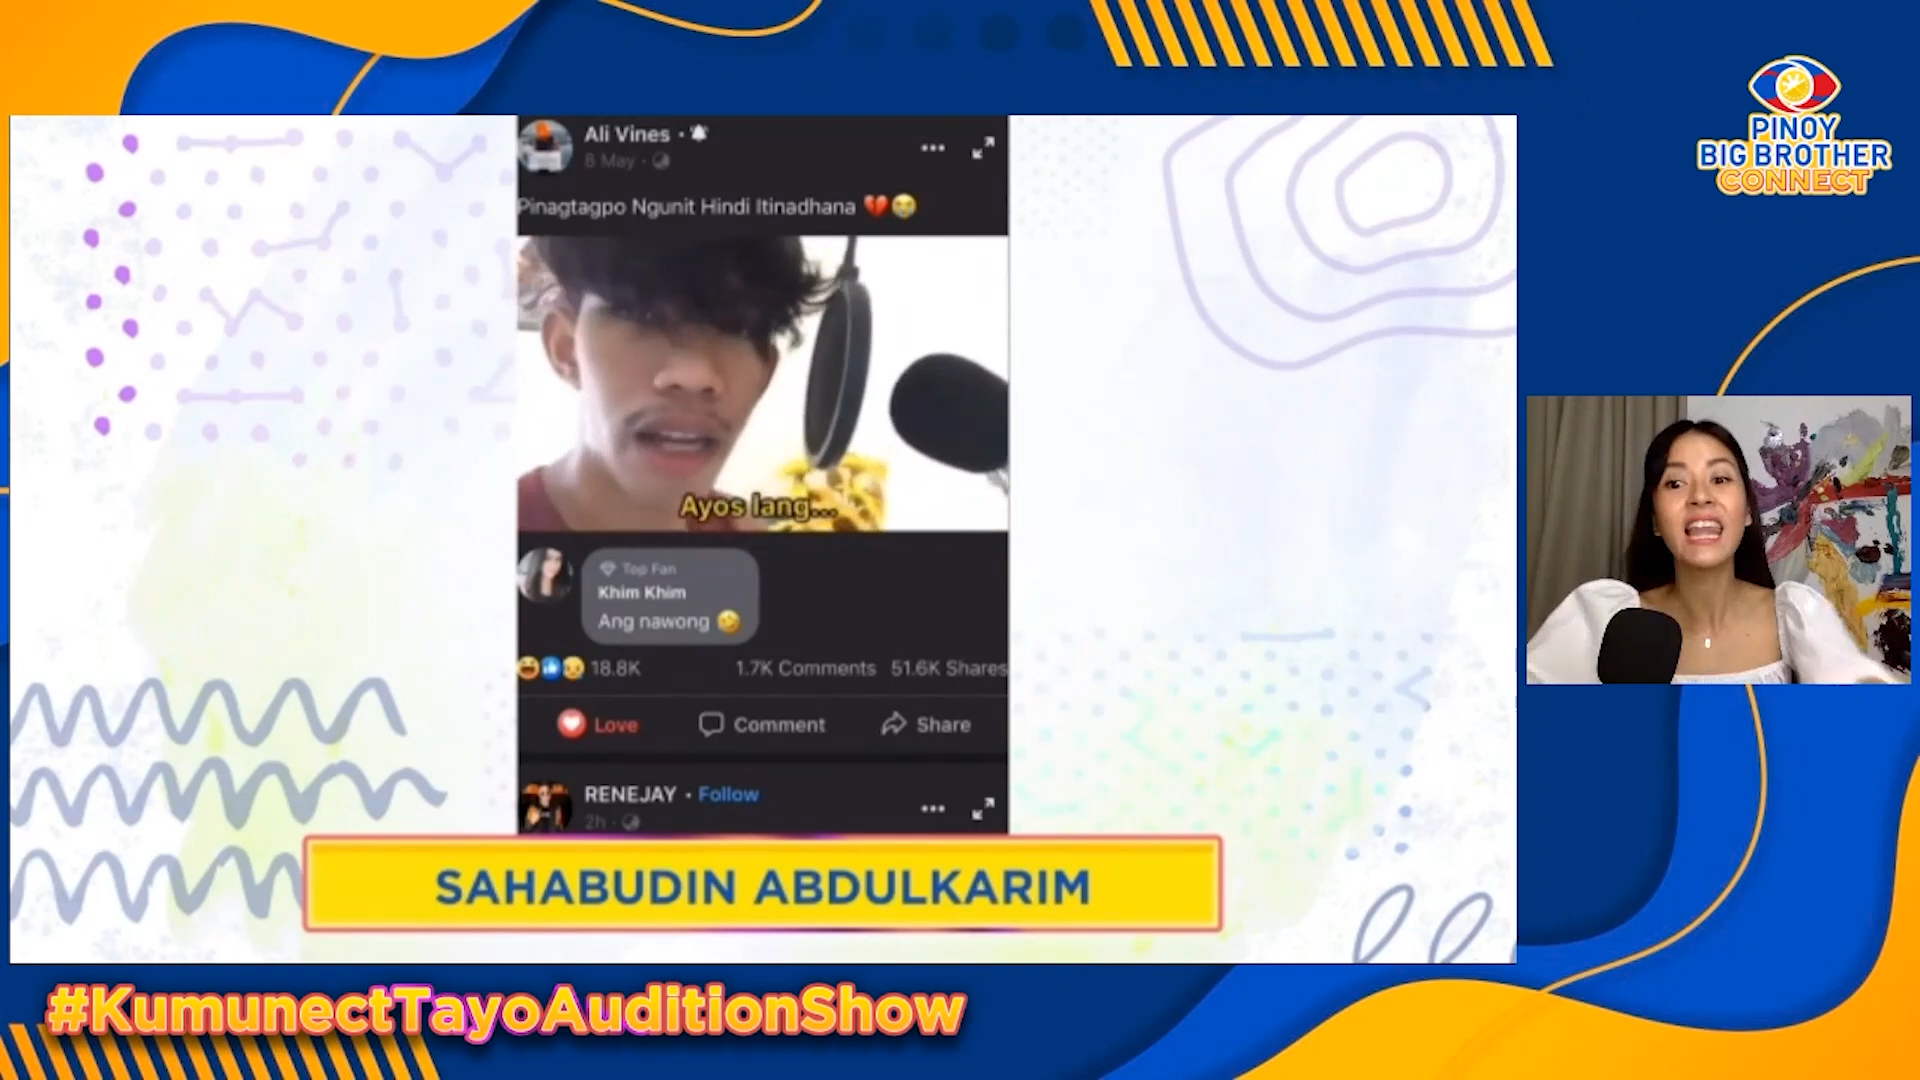 PINOY
BIG BROTHER
CONNECT
Ali Vines
8 May
Pinagtagpo Ngunit Hindi Itinadhana 💔😭
Ayos lang...
Top Fan
Khim Khim
Ang nawong 🤣
18.8K 1.7K Comments 51.6K Shares
Love Comment Share
RENEJAY · Follow
2h
SAHABUDIN ABDULKARIM
#KumunectTayoAuditionShow